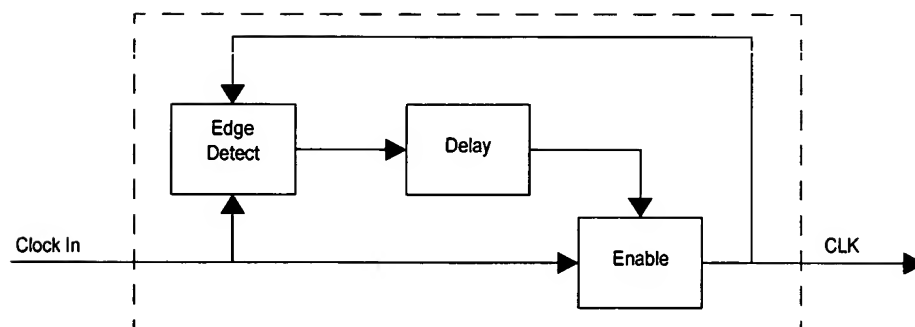 Edge
Detect
Delay
Clock In
Enable
CLK